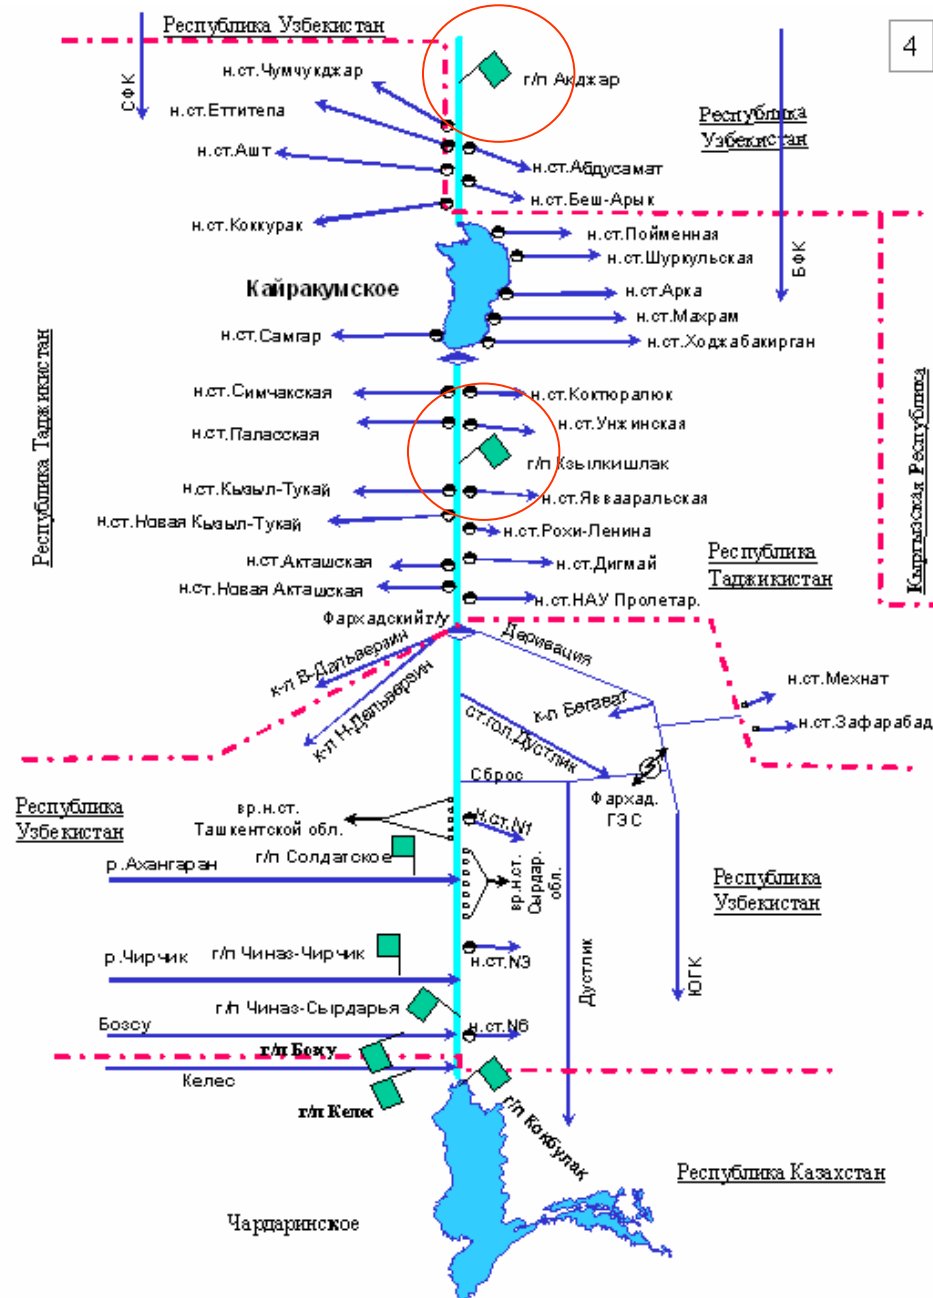 Республика Узбекистан
4
СФК
н.ст.Чумчукджар
г/п Акджар
н.ст.Еттитепа
Республика
Узбекистан
н.ст.Ашт
н.ст.Абдусамат
н.ст.Беш-Арык
н.ст.Коккурак
н.ст.Пойменная
БФК
н.ст.Шуркульская
Кайракумское
н.ст.Арка
н.ст.Махрам
н.ст.Самгар
н.ст.Ходжабакирган
Республика Таджикистан
Кыргызская Республика
н.ст.Симчакская
н.ст.Коктюралюк
н.ст.Паласская
н.ст.Унжинская
г/п Кзылкишлак
н.ст.Кызыл-Тукай
н.ст.Яввааральская
н.ст.Новая Кызыл-Тукай
н.ст.Рохи-Ленина
н.ст.Акташская
н.ст.Дигмай
Республика
Таджикистан
н.ст.Новая Акташская
н.ст.НАУ Пролетар.
Фархадский г/у
Даривация
к-л В-Дальверзин
к-л Н-Дальверзин
к-л Бегават
н.ст.Мехнат
н.ст.Зафарабад
ст.гол.Дустлик
Сброс
Фархад.
ГЭС
Республика
Узбекистан
вр.н.ст.
Ташкентской обл.
н.ст.N1
г/п Солдатское
р.Ахангаран
вр.н.ст.
Сырдар.
обл.
Республика
Узбекистан
г/п Чиназ-Чирчик
р.Чирчик
н.ст.N3
Дустлик
ЮГК
г/п Чиназ-Сырдарья
Бозсу
н.ст.N6
г/п Бозсу
Келес
г/п Келес
г/п Кокбулак
Республика Казахстан
Чардаринское